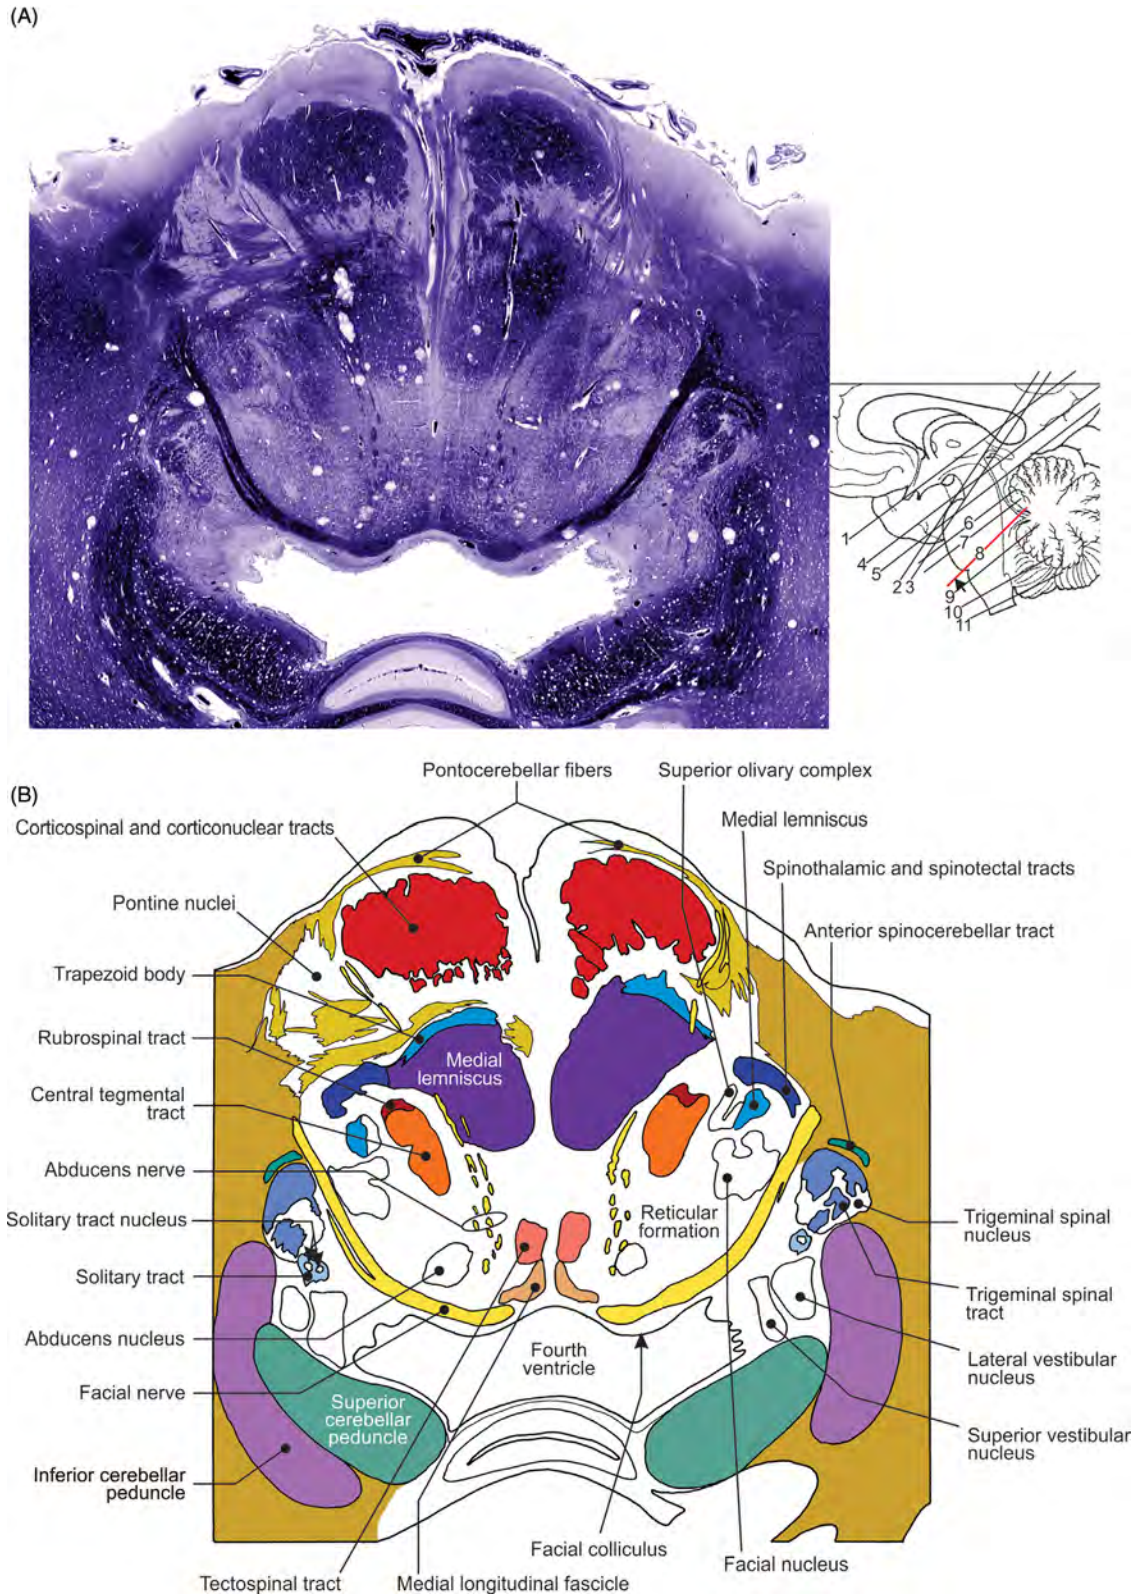 (A)
1
4
5
2 3
6
7
8
9
10
11
(B)
Pontocerebellar fibers
Superior olivary complex
Corticospinal and corticonuclear tracts
Medial lemniscus
Spinothalamic and spinotectal tracts
Pontine nuclei
Anterior spinocerebellar tract
Trapezoid body
Rubrospinal tract
Medial
lemniscus
Central tegmental
tract
Abducens nerve
Reticular
formation
Solitary tract nucleus
Trigeminal spinal
nucleus
Solitary tract
Trigeminal spinal
tract
Abducens nucleus
Fourth
ventricle
Lateral vestibular
nucleus
Facial nerve
Superior
cerebellar
peduncle
Superior vestibular
nucleus
Inferior cerebellar
peduncle
Facial colliculus
Facial nucleus
Tectospinal tract
Medial longitudinal fascicle